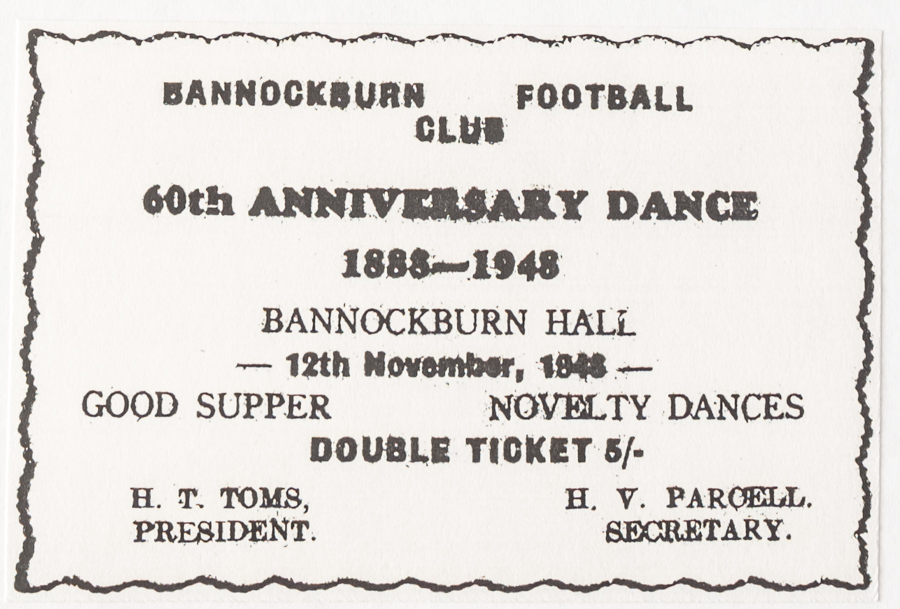 BANNOCKBURN FOOTBALL
CLUB
60th ANNIVERSARY DANCE
1888—1948
BANNOCKBURN HALL
— 12th November, 1948 —
GOOD SUPPER NOVELTY DANCES
DOUBLE TICKET 5/-
H. T. TOMS, H. V. PARCELL.
PRESIDENT. SECRETARY.